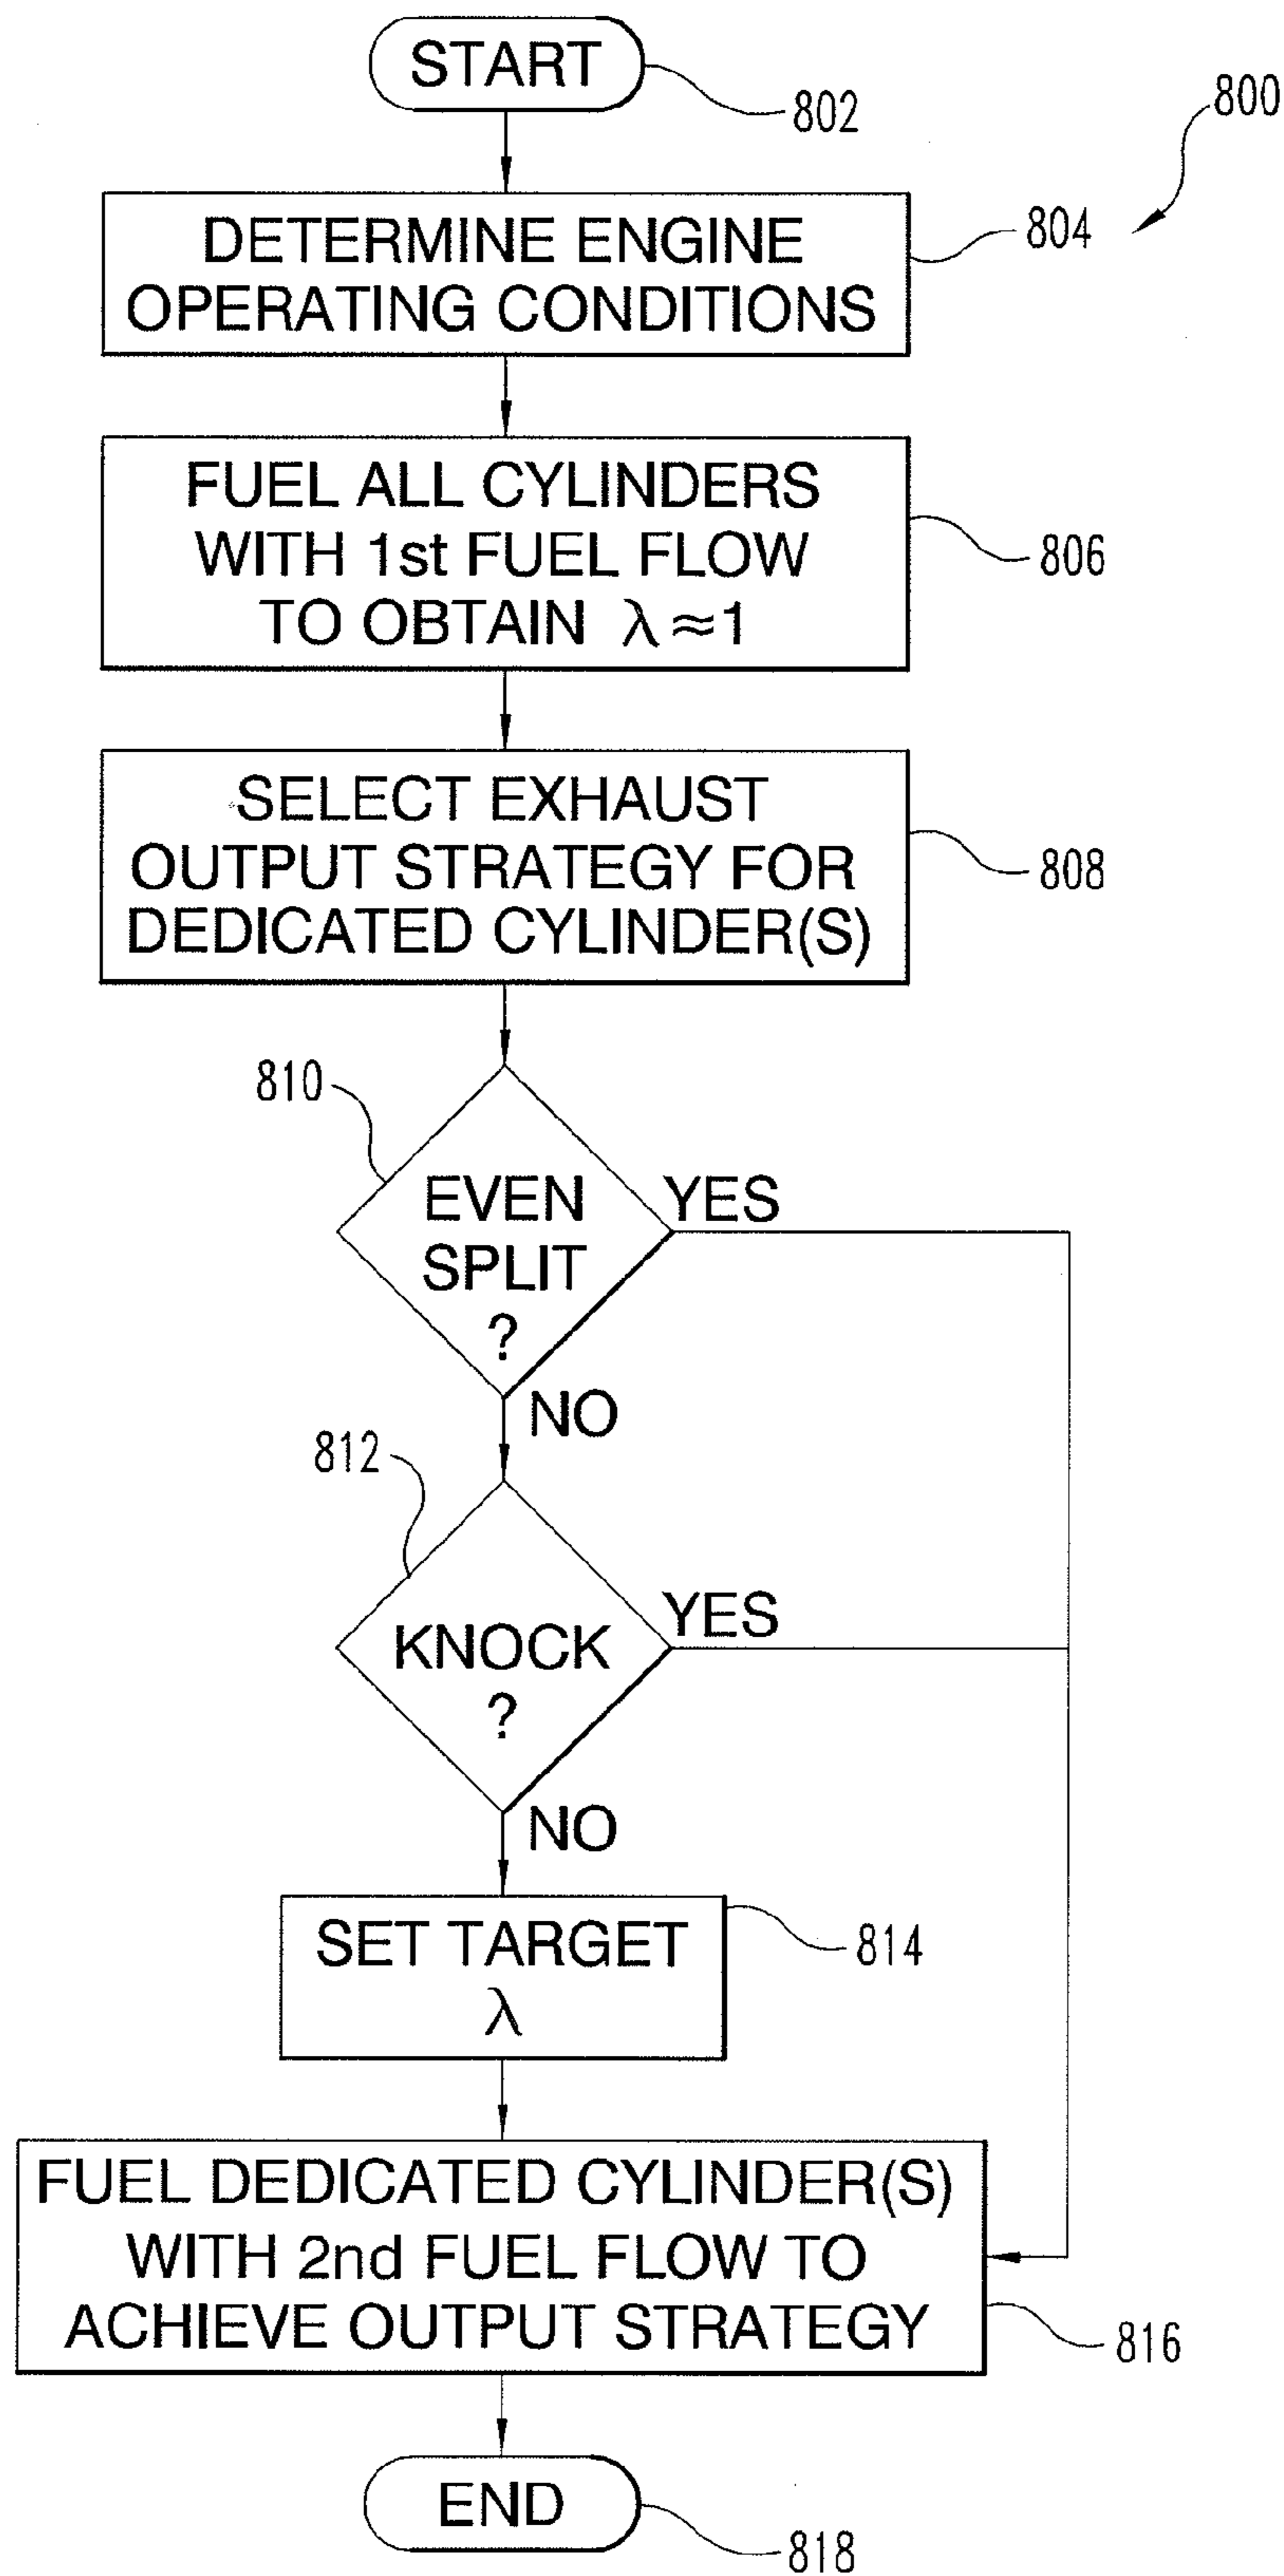 START
802
800
DETERMINE ENGINE
OPERATING CONDITIONS
804
FUEL ALL CYLINDERS
WITH 1st FUEL FLOW
TO OBTAIN λ≈1
806
SELECT EXHAUST
OUTPUT STRATEGY FOR
DEDICATED CYLINDER(S)
808
810
EVEN
SPLIT
?
YES
NO
812
KNOCK
?
YES
NO
SET TARGET
λ
814
FUEL DEDICATED CYLINDER(S)
WITH 2nd FUEL FLOW TO
ACHIEVE OUTPUT STRATEGY
816
END
818